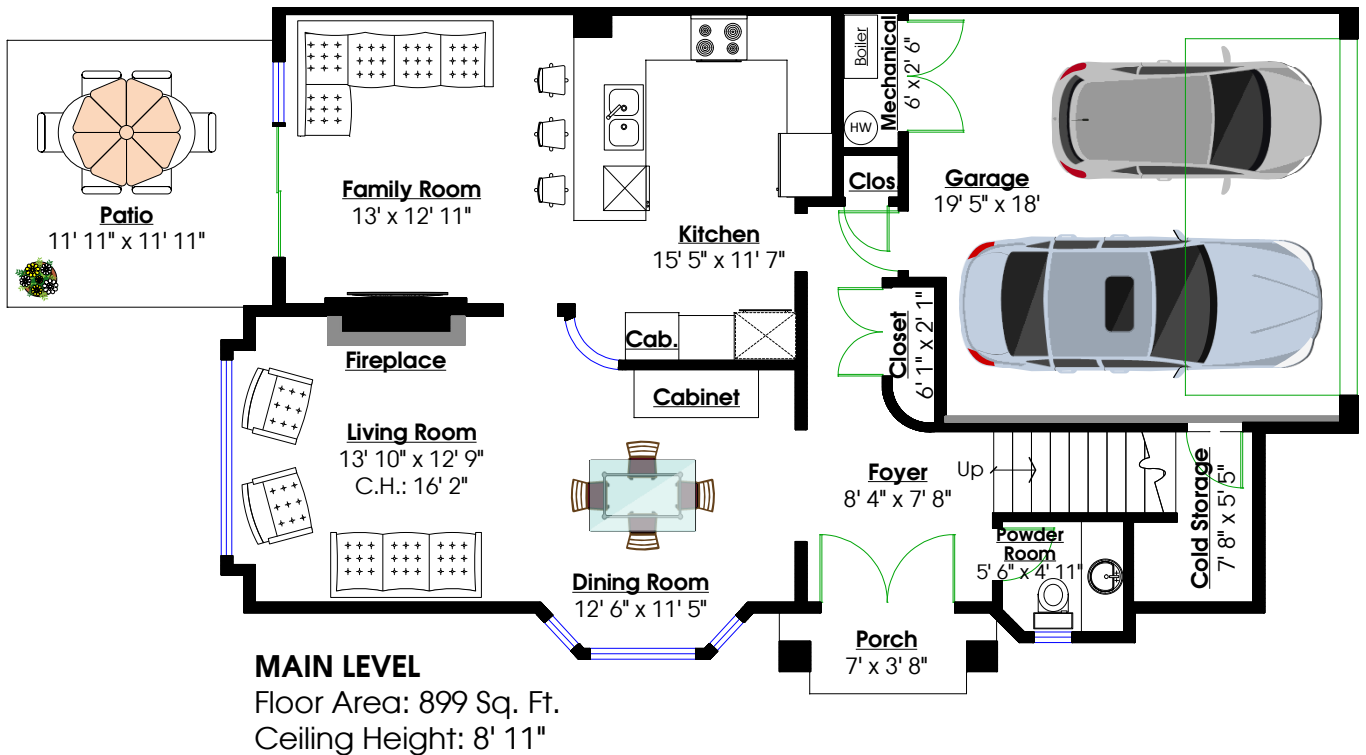 Patio
11' 11" x 11' 11"
Family Room
13' x 12' 11"
Kitchen
15' 5" x 11' 7"
Boiler
HW
Mechanical
6' x 2' 6"
Clos.
Garage
19' 5" x 18'
Closet
6' 1" x 2' 1"
Cab.
Cabinet
Fireplace
Living Room
13' 10" x 12' 9"
C.H.: 16' 2"
Dining Room
12' 6" x 11' 5"
Foyer
8' 4" x 7' 8"
Up
Powder
Room
5' 6" x 4' 11"
Cold Storage
7' 8" x 5' 5"
Porch
7' x 3' 8"
MAIN LEVEL
Floor Area: 899 Sq. Ft.
Ceiling Height: 8' 11"